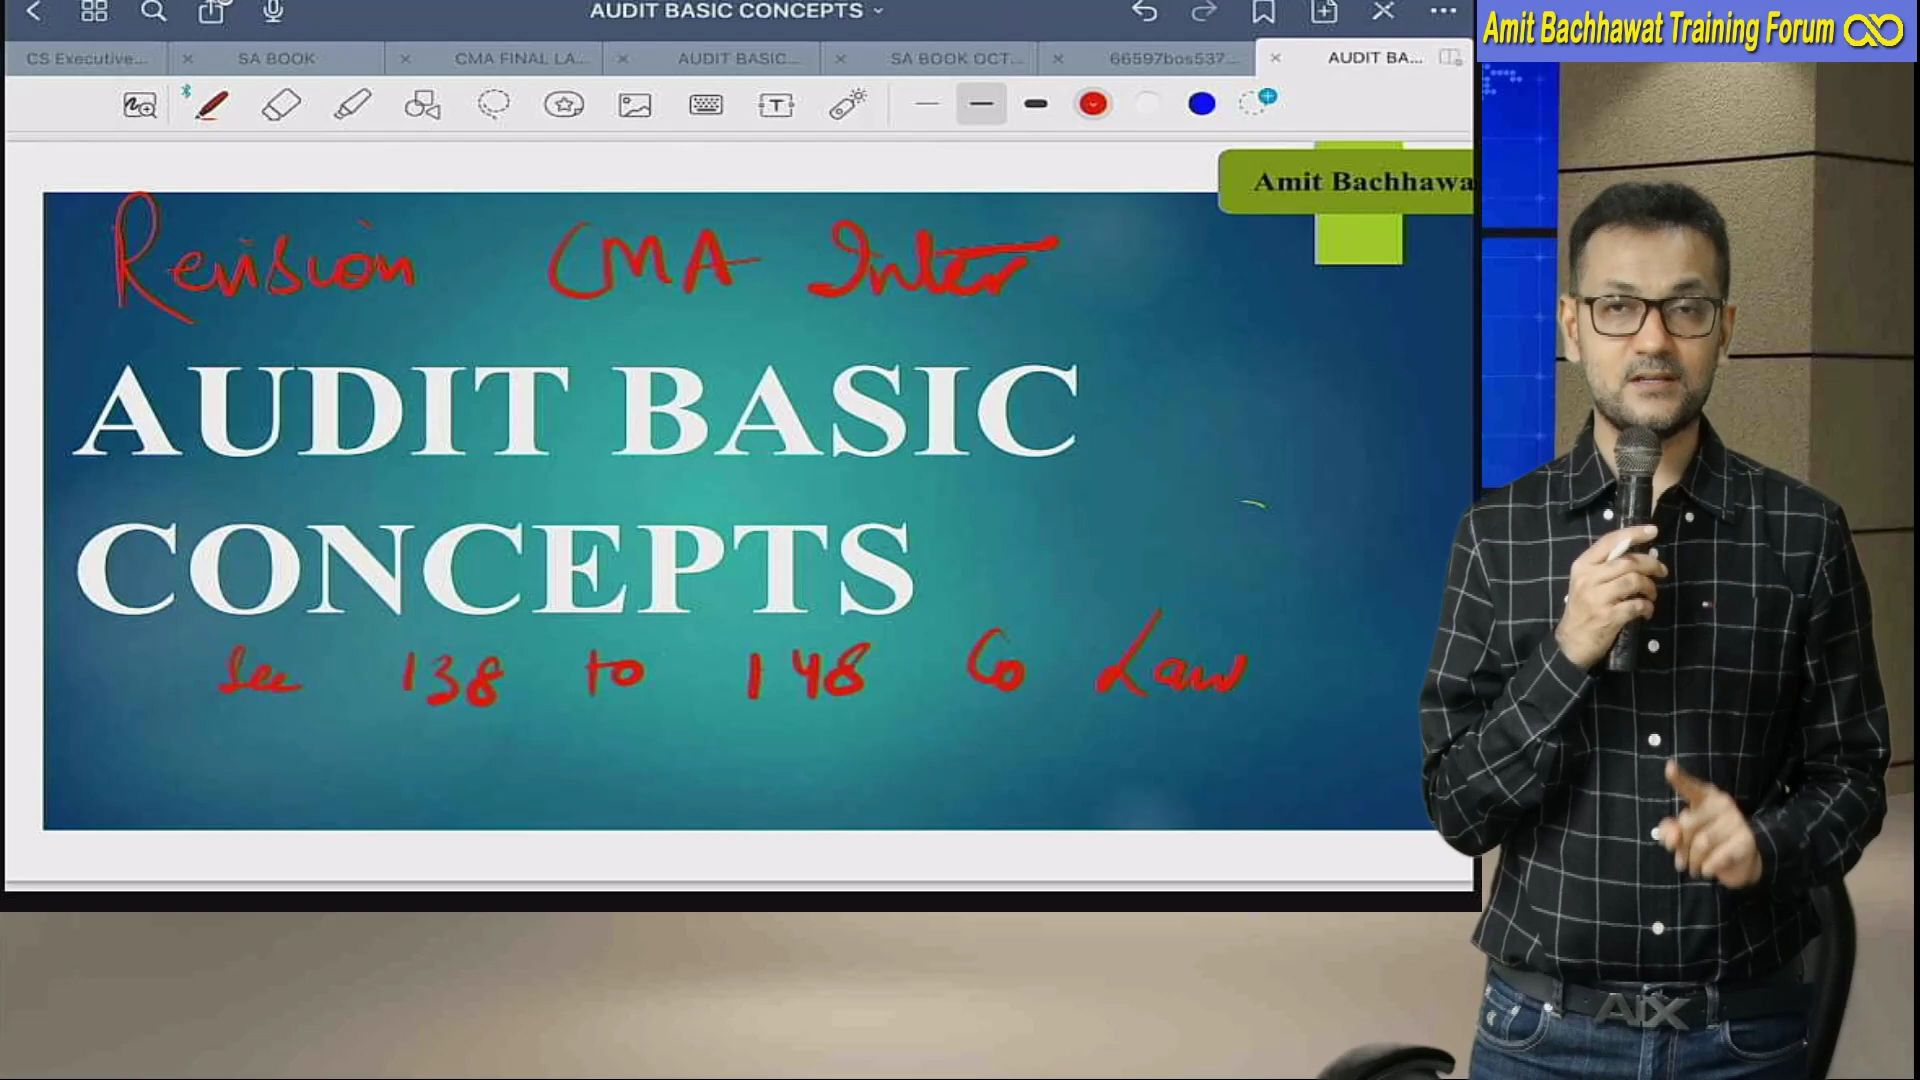 AUDIT BASIC CONCEPTS
Amit Bachhawat Training Forum
CS Executive...
SA BOOK
CMA FINAL LA...
AUDIT BASIC...
SA BOOK OCT...
66597bos537...
AUDIT BA...
Amit Bachhawa
Revision CMA Inter
AUDIT BASIC
CONCEPTS
Sec 138 to 148 Co Law
AIX